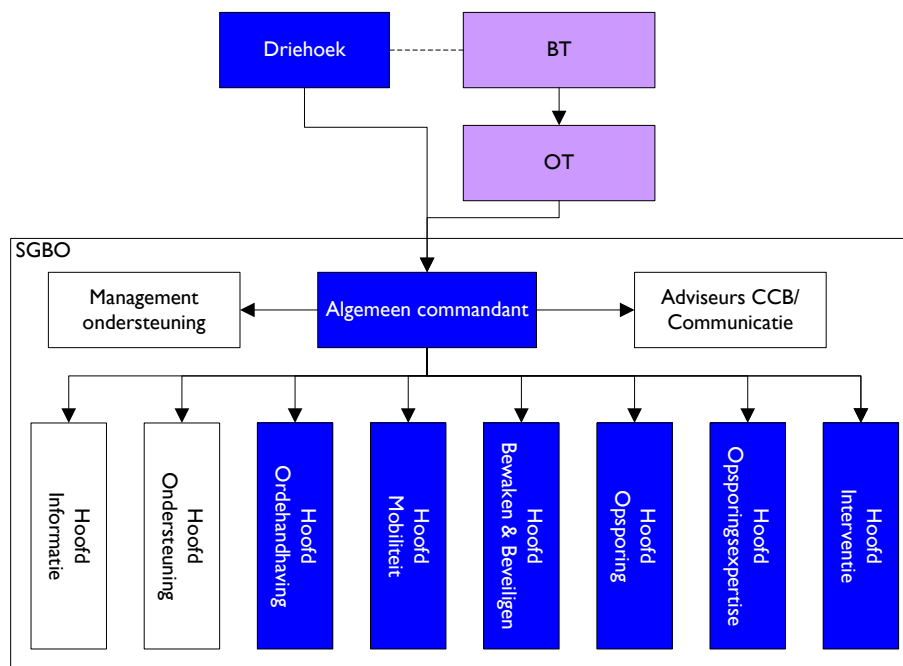 Driehoek
BT
OT
SGBO
Management
ondersteuning
Algemeen commandant
Adviseurs CCB/
Communicatie
Hoofd
Informatie
Hoofd
Ondersteuning
Hoofd
Ordehandhaving
Hoofd
Mobiliteit
Hoofd
Bewaken & Beveiligen
Hoofd
Opsporing
Hoofd
Opsporingsexpertise
Hoofd
Interventie